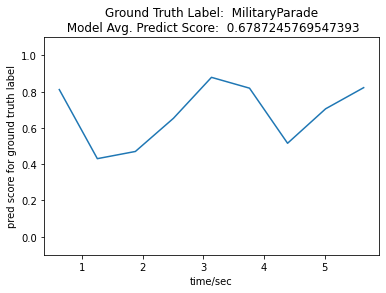 Ground Truth Label:  MilitaryParade
Model Avg. Predict Score:  0.6787245769547393
pred score for ground truth label
1.0
0.8
0.6
0.4
0.2
0.0
1 2 3 4 5
time/sec